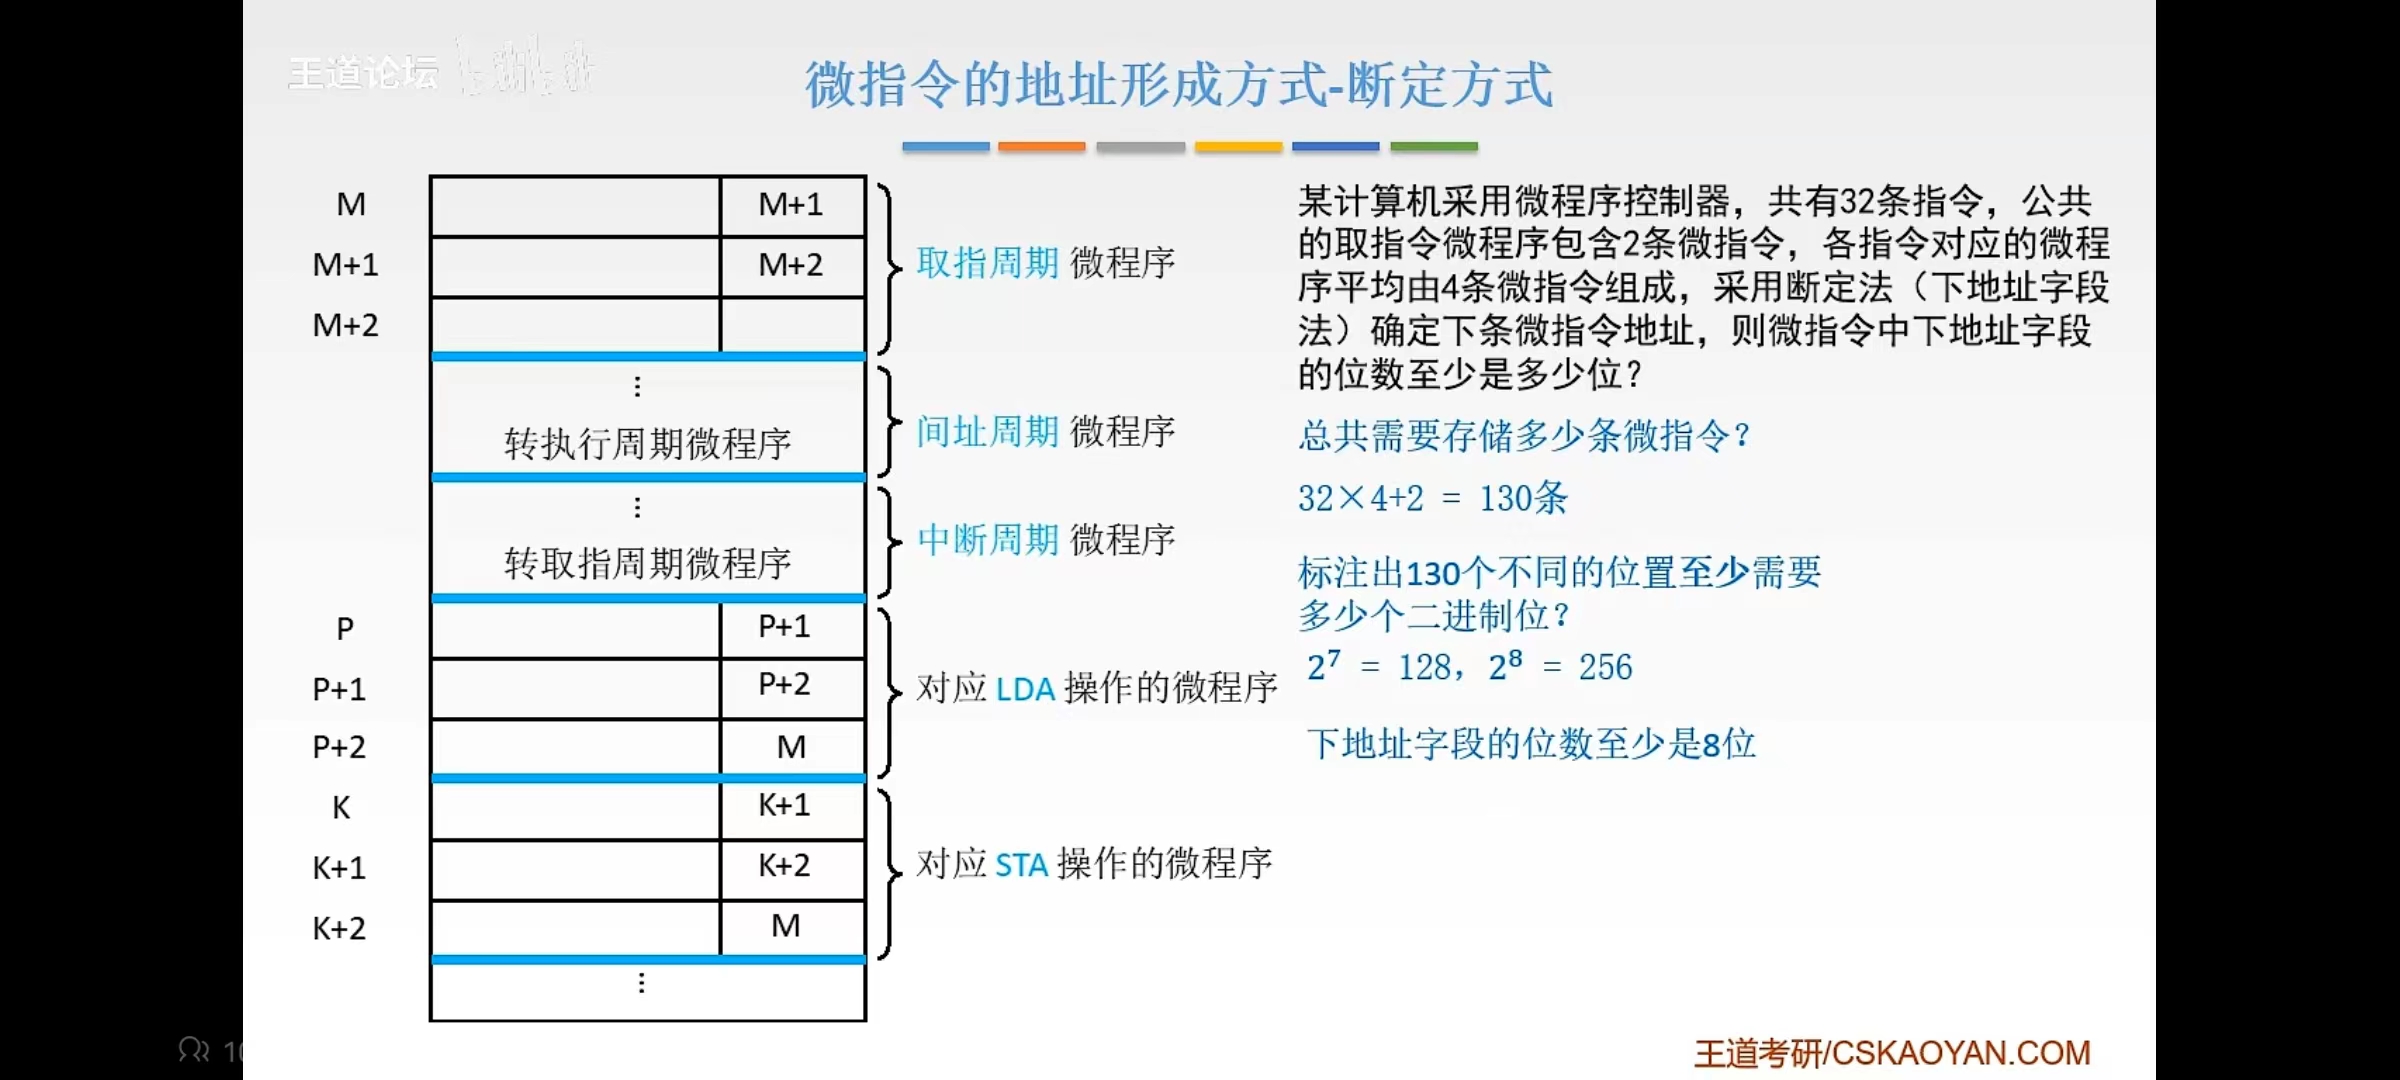 王道论坛
微指令的地址形成方式-断定方式
M
M+1
M+1
M+2
M+2
取指周期 微程序
⋮
转执行周期微程序
间址周期 微程序
⋮
转取指周期微程序
中断周期 微程序
P
P+1
P+1
P+2
P+2
M
对应 LDA 操作的微程序
K
K+1
K+1
K+2
K+2
M
对应 STA 操作的微程序
⋮
某计算机采用微程序控制器，共有32条指令，公共
的取指令微程序包含2条微指令，各指令对应的微程
序平均由4条微指令组成，采用断定法（下地址字段
法）确定下条微指令地址，则微指令中下地址字段
的位数至少是多少位？
总共需要存储多少条微指令？
32×4+2 = 130条
标注出130个不同的位置至少需要
多少个二进制位？
2⁷ = 128，2⁸ = 256
下地址字段的位数至少是8位
王道考研/CSKAOYAN.COM